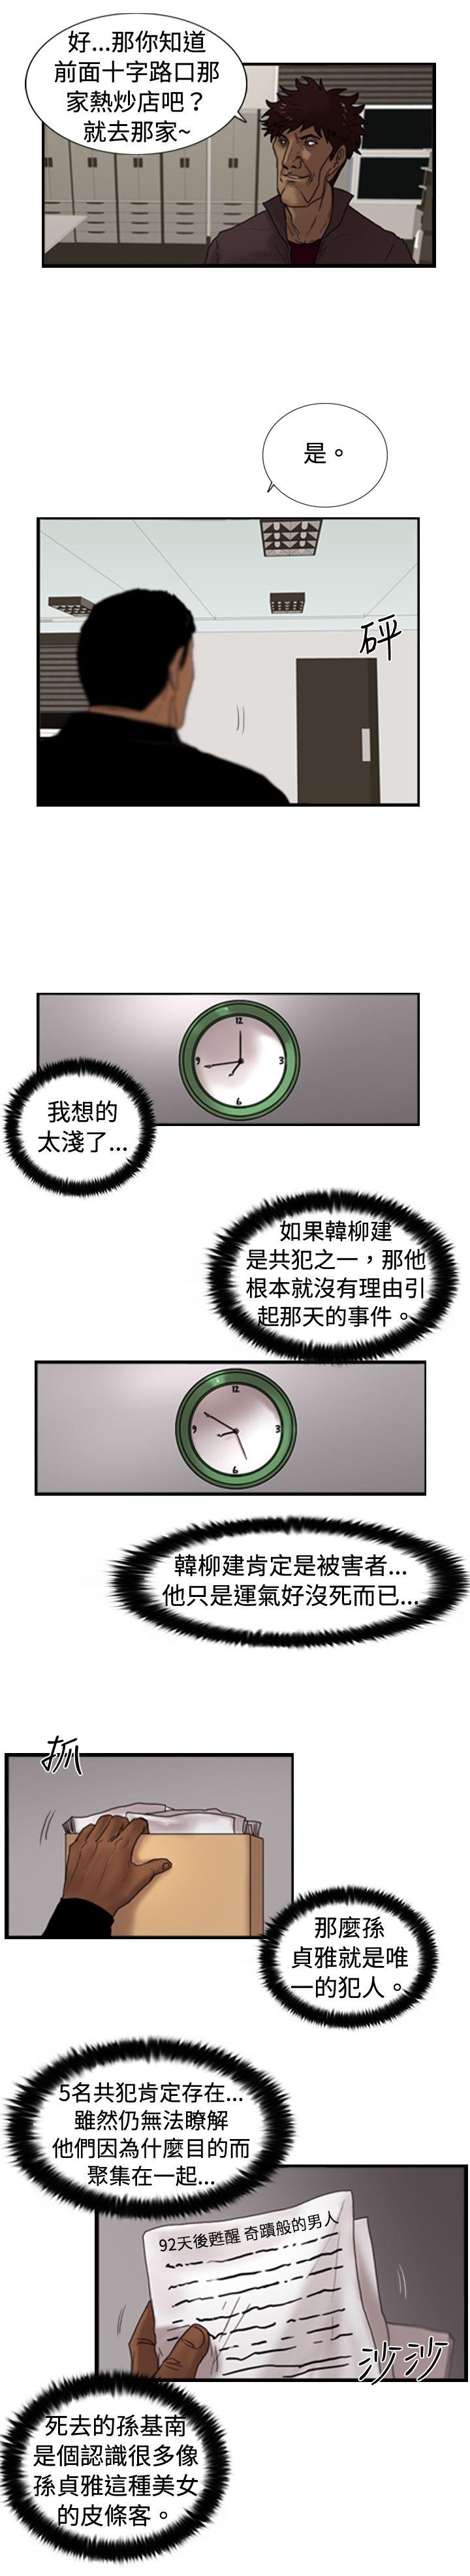 好...那你知道
前面十字路口那
家熱炒店吧？
就去那家~
是。
砰
12
9
3
6
我想的
太淺了...
如果韓柳建
是共犯之一，那他
根本就沒有理由引
起那天的事件。
12
9
3
6
韓柳建肯定是被害者...
他只是運氣好沒死而已...
抓
那麼孫
貞雅就是唯
一的犯人。
5名共犯肯定存在...
雖然仍無法瞭解
他們因為什麼目的而
聚集在一起...
92天後甦醒 奇蹟般的男人
沙沙
死去的孫基南
是個認識很多像
孫貞雅這種美女
的皮條客。